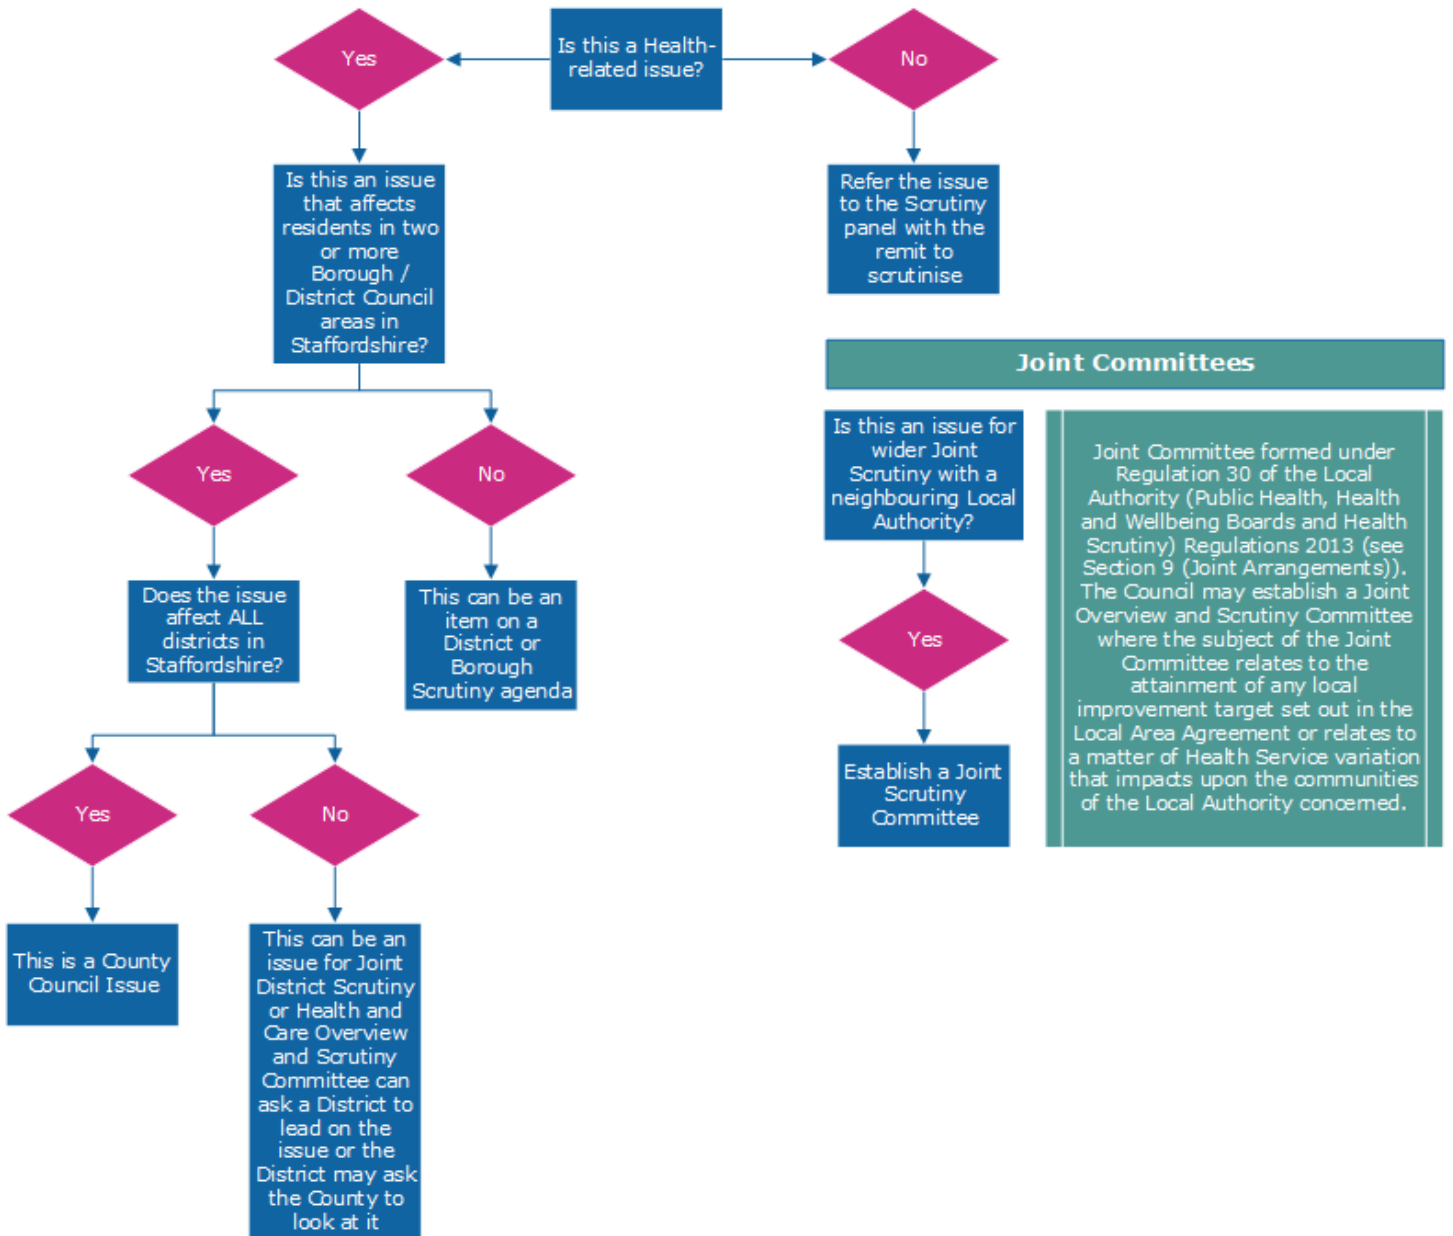 Yes
Is this a Health-
related issue?
No
Is this an issue
that affects
residents in two
or more
Borough /
District Council
areas in
Staffordshire?
Refer the issue
to the Scrutiny
panel with the
remit to
scrutinise
Yes
No
Does the issue
affect ALL
districts in
Staffordshire?
This can be an
item on a
District or
Borough
Scrutiny agenda
Yes
No
This is a County
Council Issue
This can be an
issue for Joint
District Scrutiny
or Health and
Care Overview
and Scrutiny
Committee can
ask a District to
lead on the
issue or the
District may ask
the County to
look at it
Joint Committees
Is this an issue for
wider Joint
Scrutiny with a
neighbouring Local
Authority?
Yes
Establish a Joint
Scrutiny
Committee
Joint Committee formed under
Regulation 30 of the Local
Authority (Public Health, Health
and Wellbeing Boards and Health
Scrutiny) Regulations 2013 (see
Section 9 (Joint Arrangements)).
The Council may establish a Joint
Overview and Scrutiny Committee
where the subject of the Joint
Committee relates to the
attainment of any local
improvement target set out in the
Local Area Agreement or relates to
a matter of Health Service variation
that impacts upon the communities
of the Local Authority concerned.